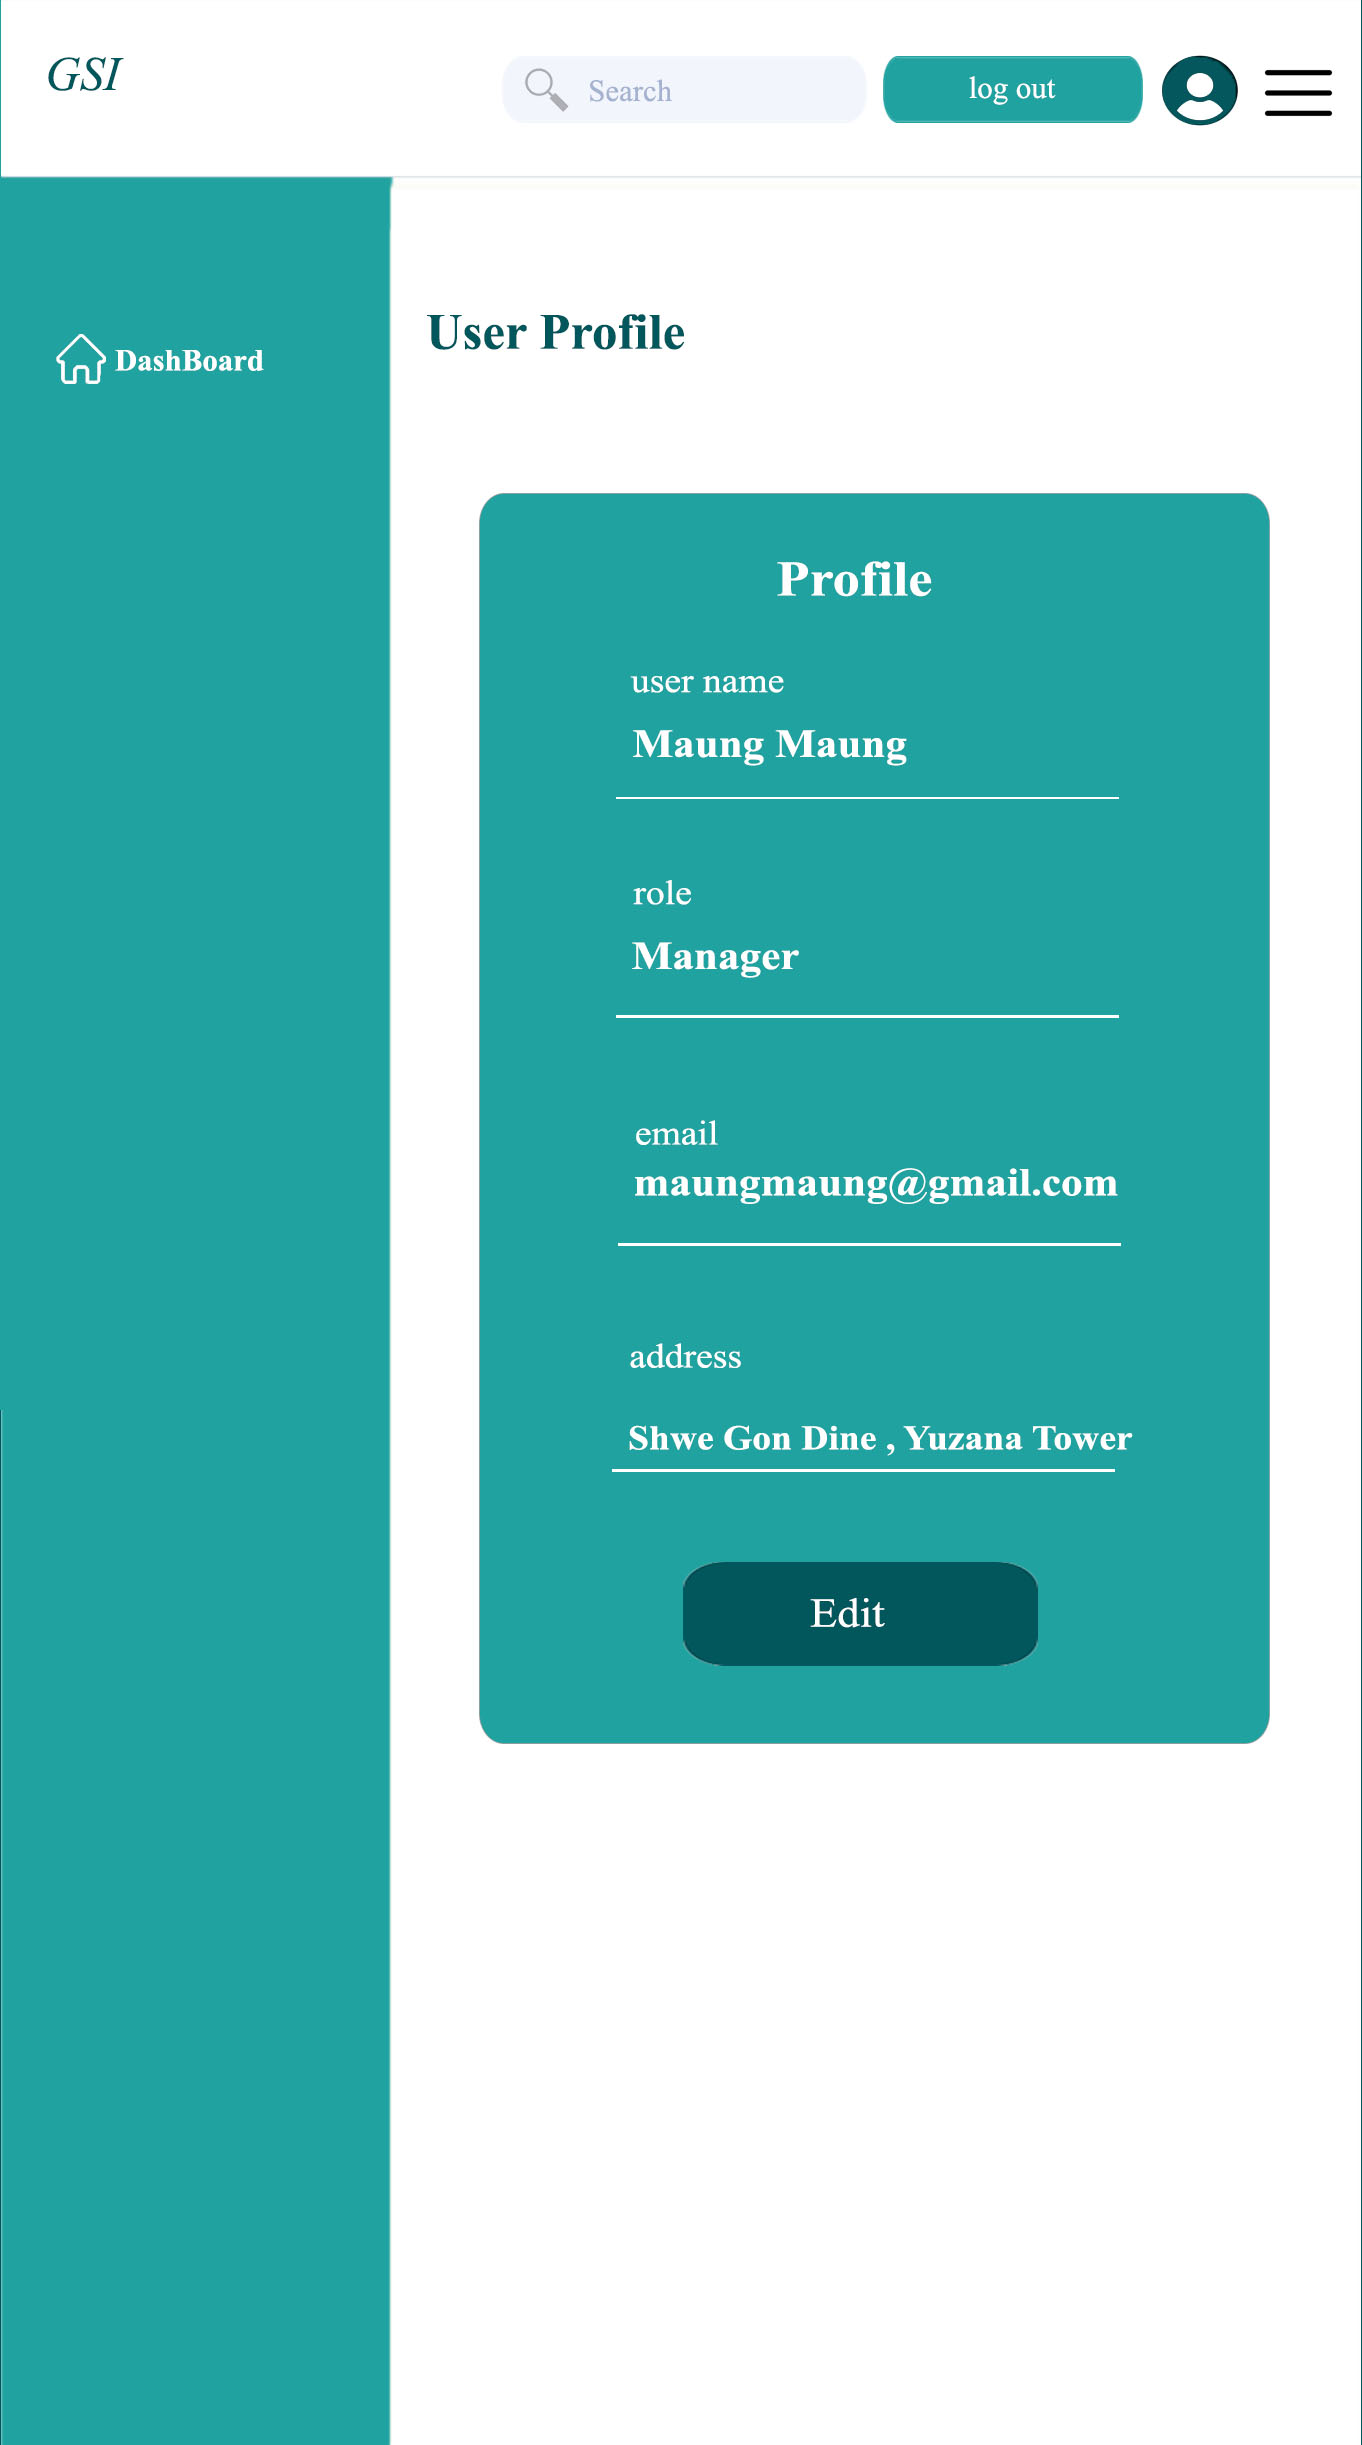 GSI
Search
log out
DashBoard
User Profile
Profile
user name
Maung Maung
role
Manager
email
maungmaung@gmail.com
address
Shwe Gon Dine , Yuzana Tower
Edit